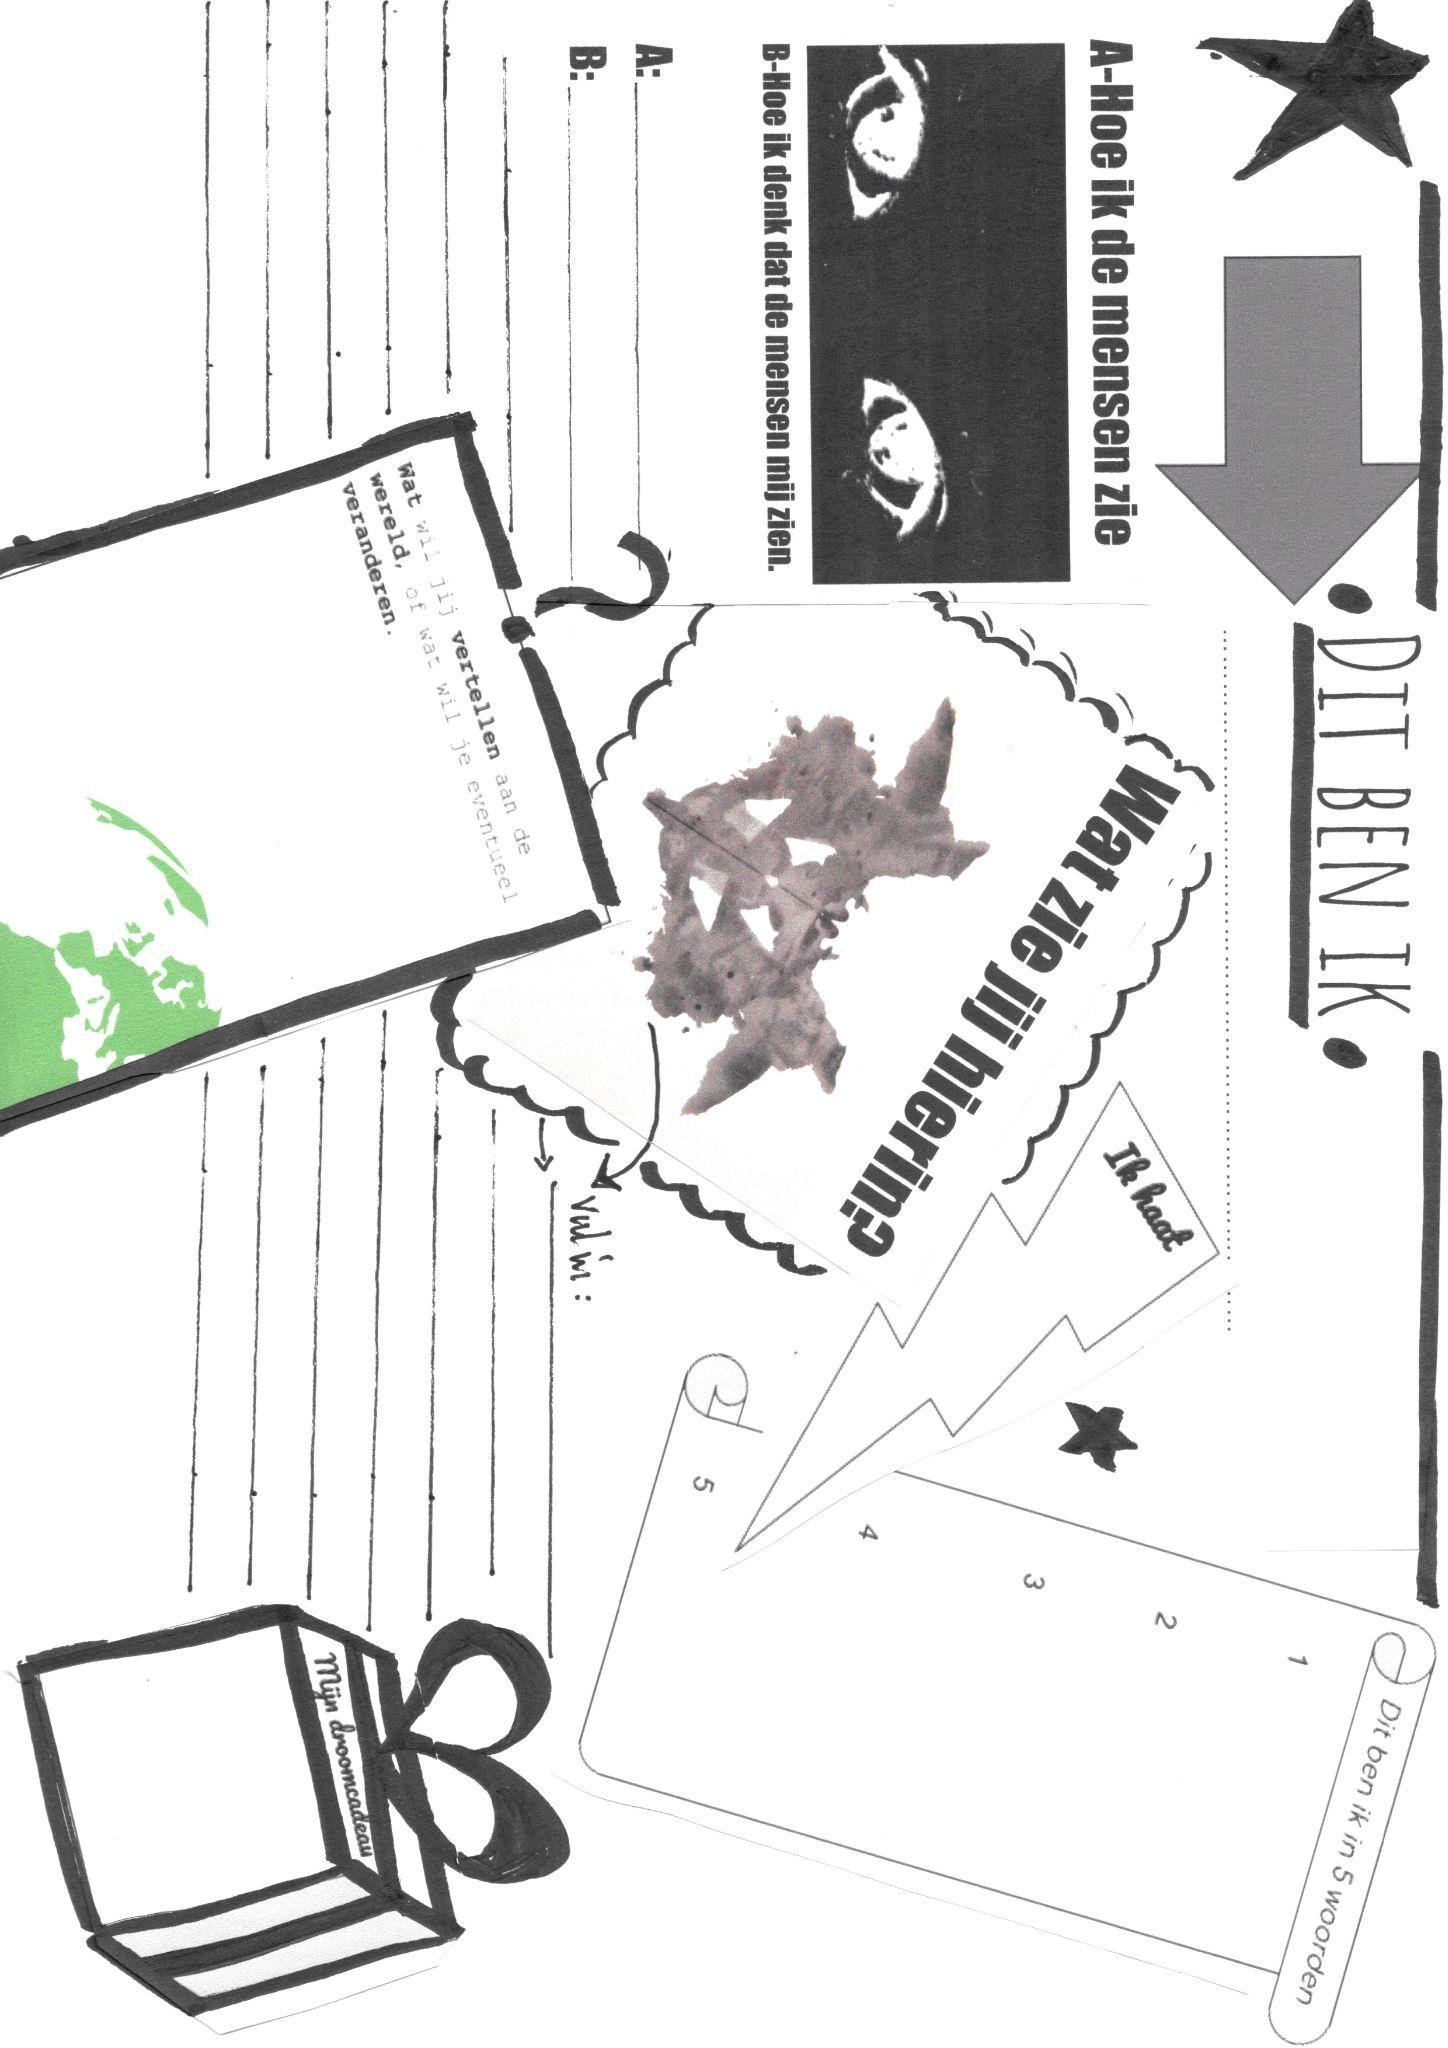 DIT BEN IK
A-Hoe ik de mensen zie
B-Hoe ik denk dat de mensen mij zien.
A:
B:
Wat zie jij hierin?
vul in:
Ik haat
Dit ben ik in 5 woorden
1
2
3
4
5
Wat wil jij vertellen aan de
wereld, of wat wil je eventueel
veranderen.
Mijn droomcadeau